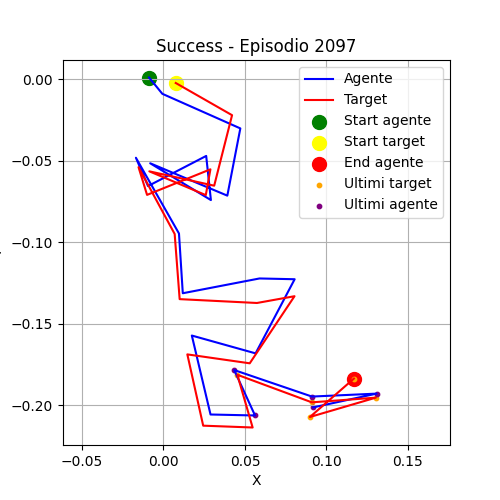 Success - Episodio 2097
Agente
Target
Start agente
Start target
End agente
Ultimi target
Ultimi agente
0.00
−0.05
−0.10
−0.15
−0.20
−0.05
0.00
0.05
0.10
0.15
X